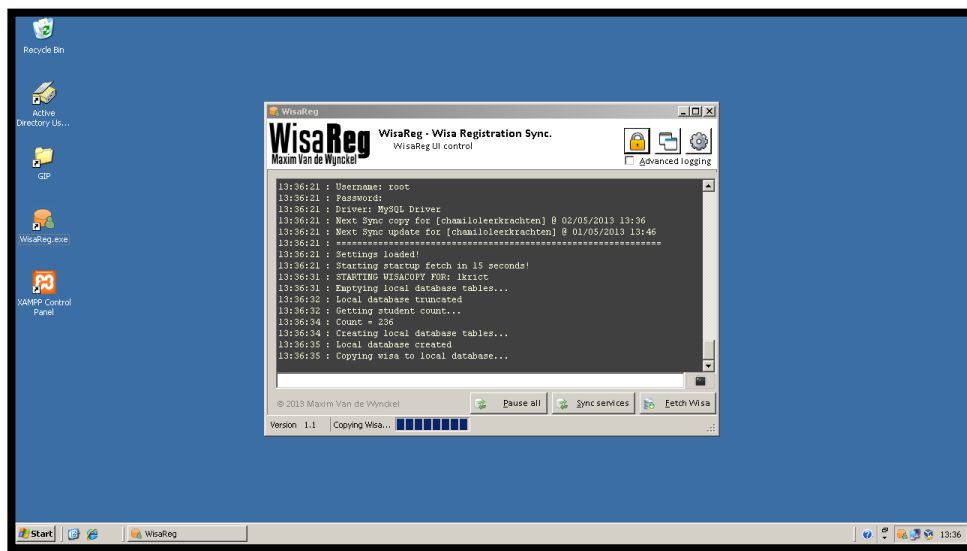 Recycle Bin
Active
Directory Us...
GIP
WisaReg.exe
XAMPP Control
Panel
WisaReg
WisaReg
Maxim Van de Wynckel
WisaReg - Wisa Registration Sync.
WisaReg UI control
Advanced logging
13:36:21 : Username: root
13:36:21 : Password:
13:36:21 : Driver: MySQL Driver
13:36:21 : Next Sync copy for [chamiloleerkrachten] @ 02/05/2013 13:36
13:36:21 : Next Sync update for [chamiloleerkrachten] @ 01/05/2013 13:46
13:36:21 : ==============================================================
13:36:21 : Settings loaded!
13:36:21 : Starting startup fetch in 15 seconds!
13:36:31 : STARTING WISACOPY FOR: lkrict
13:36:31 : Emptying local database tables...
13:36:32 : Local database truncated
13:36:32 : Getting student count...
13:36:34 : Count = 236
13:36:34 : Creating local database tables...
13:36:35 : Local database created
13:36:35 : Copying wisa to local database...
© 2013 Maxim Van de Wynckel
Pause all
Sync services
Fetch Wisa
Version 1.1
Copying Wisa...
Start
WisaReg
13:36